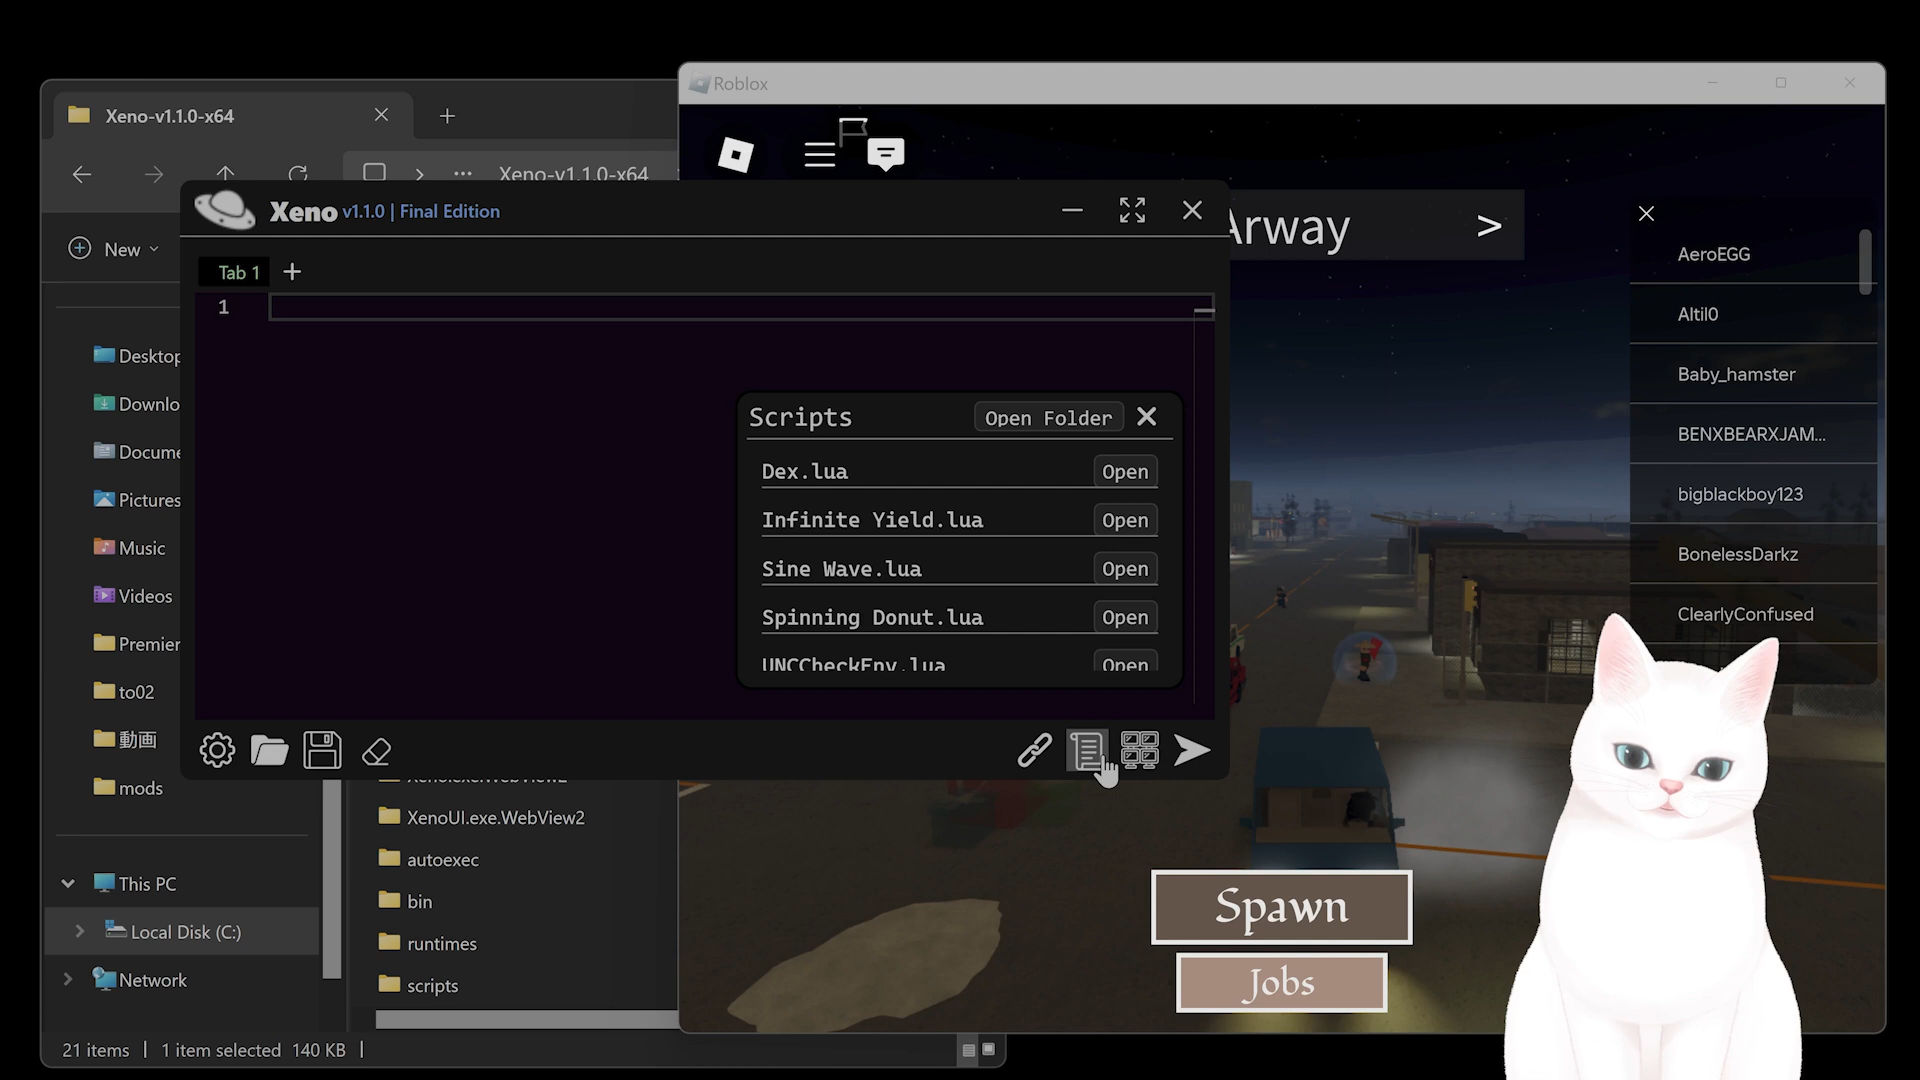 Roblox
Xeno-v1.1.0-x64
Xeno-v1.1.0-x64
Xeno v1.1.0 | Final Edition
New
Arway >
AeroEGG
Altil0
Baby_hamster
BENXBEARXJAM...
bigblackboy123
BonelessDarkz
ClearlyConfused
Tab 1
1
Scripts Open Folder
Dex.lua Open
Infinite Yield.lua Open
Sine Wave.lua Open
Spinning Donut.lua Open
UNCCheckEnv.lua Open
Desktop
Downlo
Docume
Pictures
Music
Videos
Premier
to02
動画
mods
This PC
Local Disk (C:)
Network
XenoUI.exe.WebView2
autoexec
bin
runtimes
scripts
Spawn
Jobs
21 items | 1 item selected 140 KB |